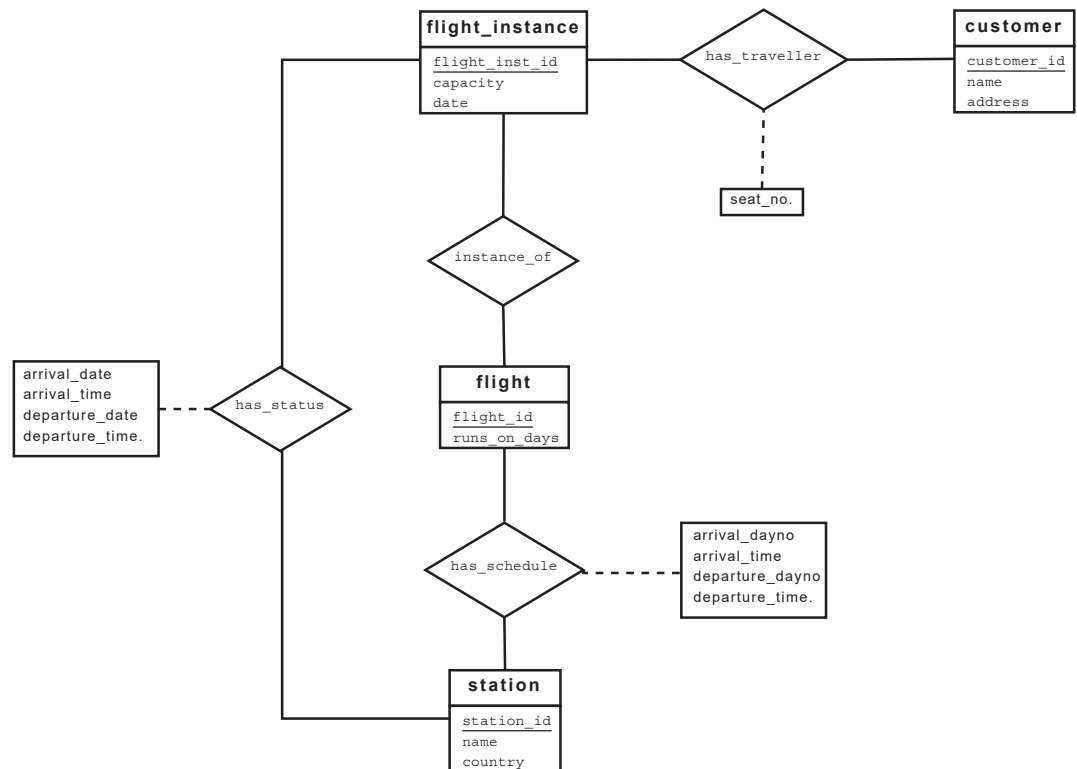 flight_instance
flight_inst_id
capacity
date
has_traveller
customer
customer_id
name
address
seat_no.
instance_of
arrival_date
arrival_time
departure_date
departure_time.
has_status
flight
flight_id
runs_on_days
has_schedule
arrival_dayno
arrival_time
departure_dayno
departure_time.
station
station_id
name
country